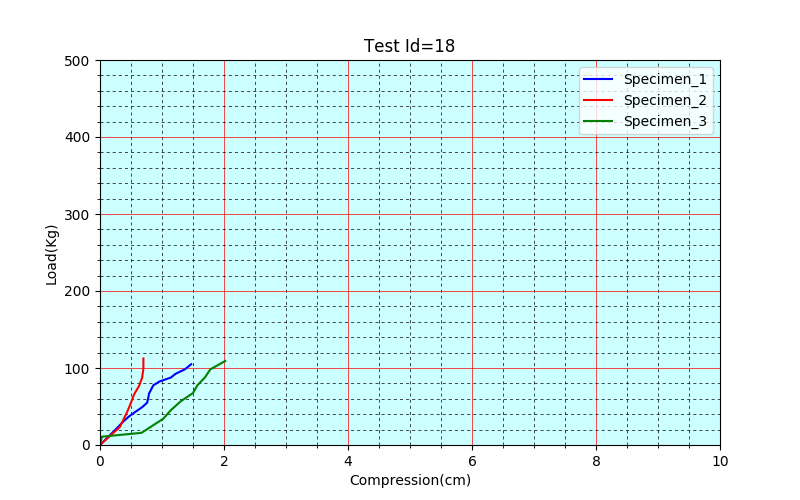 Test Id=18
Specimen_1
Specimen_2
Specimen_3
500
400
300
200
100
0
Load(Kg)
0 2 4 6 8 10
Compression(cm)